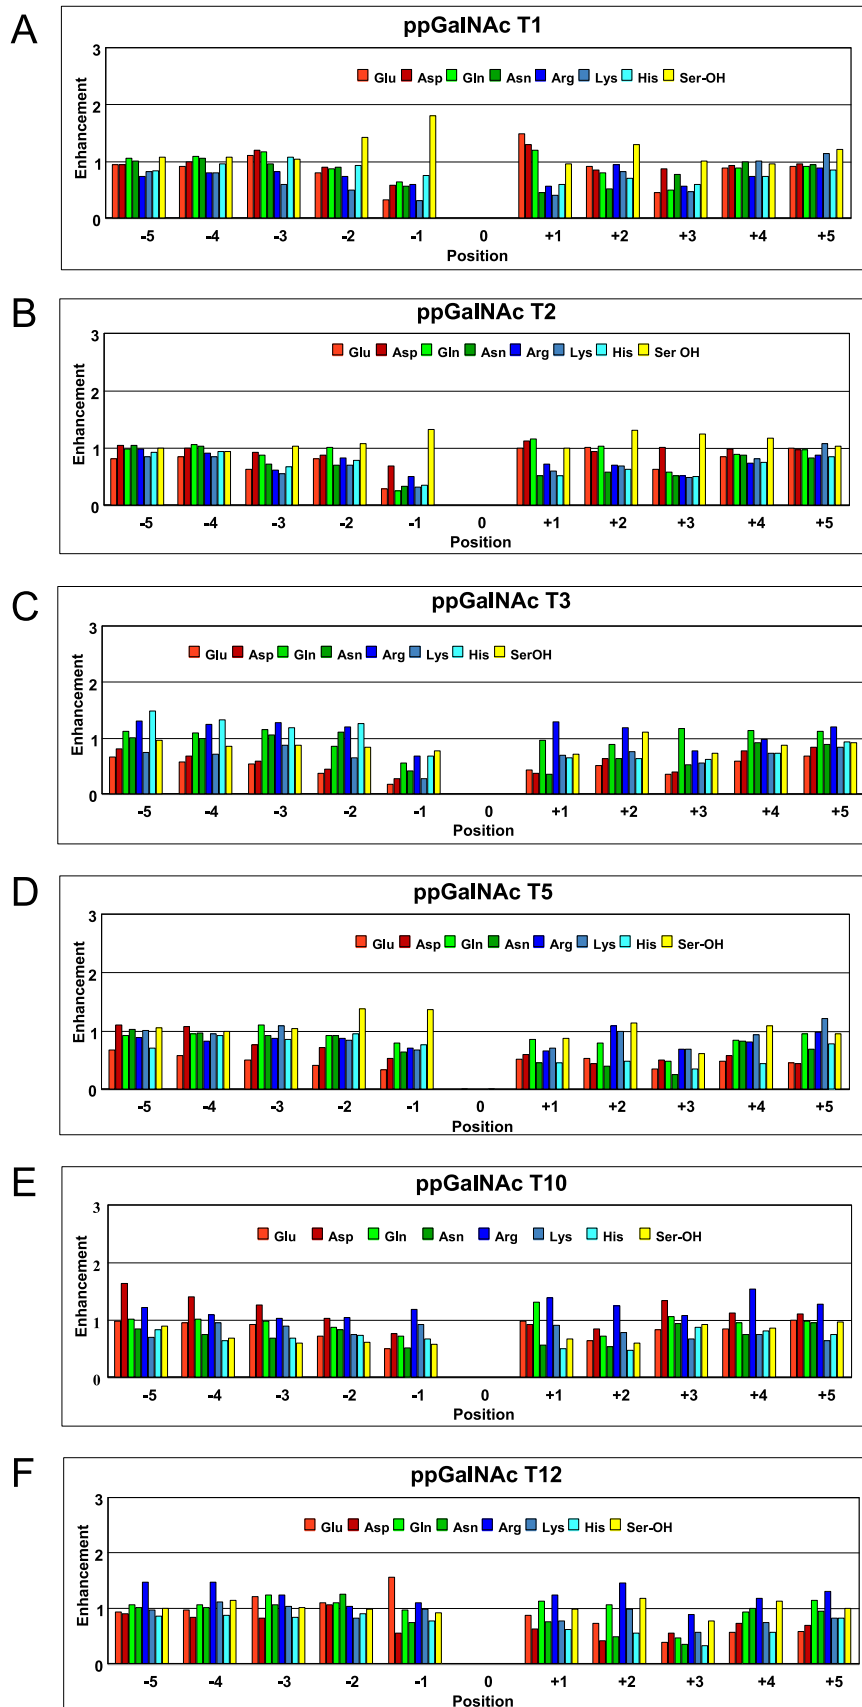 A
ppGalNAc T1
Glu Asp Gln Asn Arg Lys His Ser-OH
Enhancement
3
2
1
0
-5 -4 -3 -2 -1 0 +1 +2 +3 +4 +5
Position
B
ppGalNAc T2
Glu Asp Gln Asn Arg Lys His Ser OH
Enhancement
3
2
1
0
-5 -4 -3 -2 -1 0 +1 +2 +3 +4 +5
Position
C
ppGalNAc T3
Glu Asp Gln Asn Arg Lys His SerOH
Enhancement
3
2
1
0
-5 -4 -3 -2 -1 0 +1 +2 +3 +4 +5
Position
D
ppGalNAc T5
Glu Asp Gln Asn Arg Lys His Ser-OH
Enhancement
3
2
1
0
-5 -4 -3 -2 -1 0 +1 +2 +3 +4 +5
Position
E
ppGalNAc T10
Glu Asp Gln Asn Arg Lys His Ser-OH
Enhancement
3
2
1
0
-5 -4 -3 -2 -1 0 +1 +2 +3 +4 +5
Position
F
ppGalNAc T12
Glu Asp Gln Asn Arg Lys His Ser-OH
Enhancement
3
2
1
0
-5 -4 -3 -2 -1 0 +1 +2 +3 +4 +5
Position